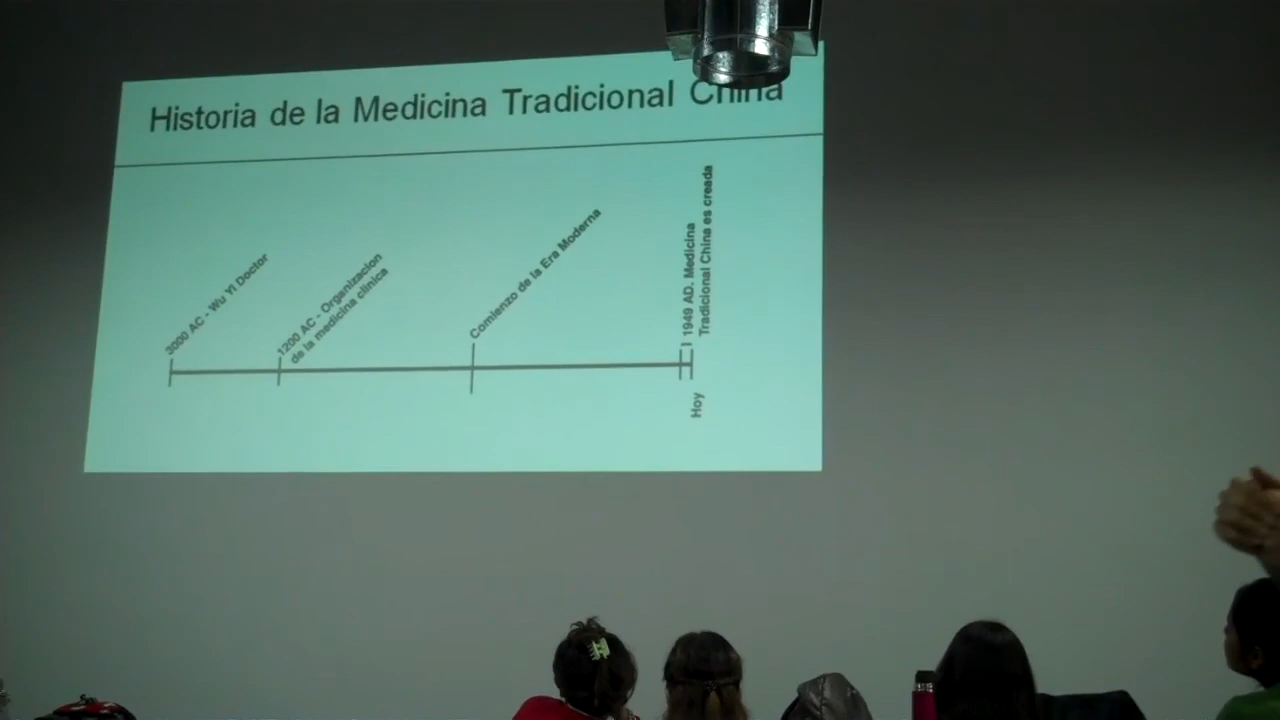 Historia de la Medicina Tradicional China
3000 AC - Wu Yi Doctor
1200 AC - Organizacion
de la medicina clinica
Comienzo de la Era Moderna
1949 AD. Medicina
Tradicional China es creada
Hoy